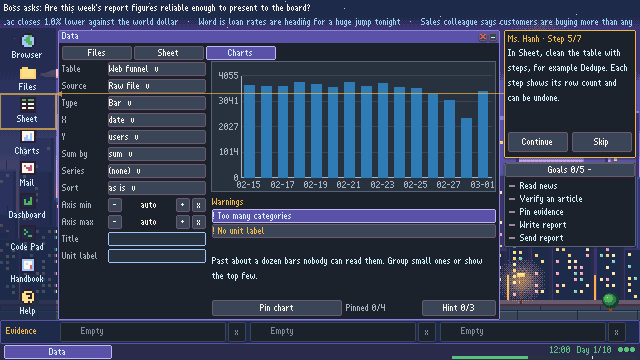 Boss asks: Are this week's report figures reliable enough to present to the board?
.ac closes 1.0% lower against the world dollar · Word is loan rates are heading for a huge jump tonight · Sales colleague says customers are buying more than any
Browser
Files
Sheet
Charts
Mail
Dashboard
Code Pad
Handbook
Help
Data
Files
Sheet
Charts
Table
Web funnel v
Source
Raw file v
Type
Bar v
X
date v
Y
users v
Sum by
sum v
Series
(none) v
Sort
as is v
Axis min
- auto + x
Axis max
- auto + x
Title
Unit label
4055
3041
2027
1014
0
02-15 02-17 02-19 02-21 02-23 02-25 02-27 03-01
Warnings
! Too many categories
! No unit label
Past about a dozen bars nobody can read them. Group small ones or show
the top few.
Pin chart
Pinned 0/4
Hint 0/3
Ms. Hanh · Step 5/7
In Sheet, clean the table with
steps, for example Dedupe. Each
step shows its row count and
can be undone.
Continue
Skip
Goals 0/5 -
— Read news
— Verify an article
— Pin evidence
— Write report
— Send report
Evidence
Empty x
Empty x
Empty x
Data
12:00 Day 1/10